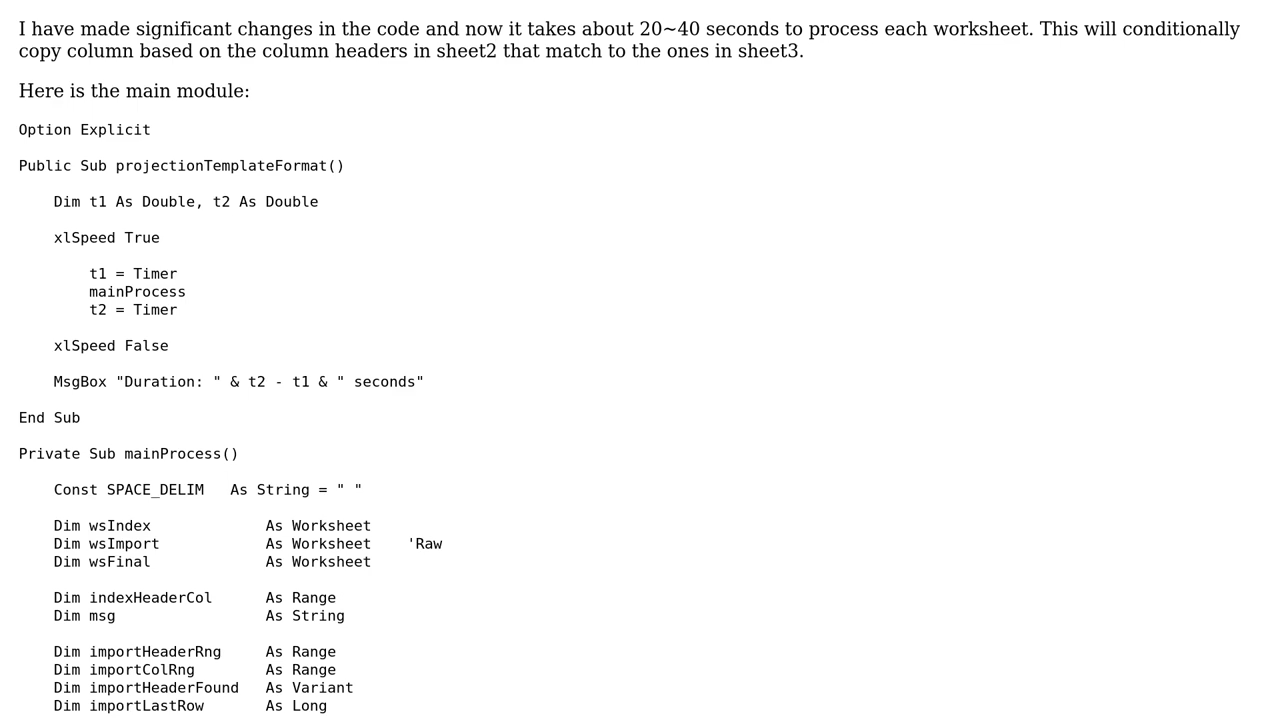 I have made significant changes in the code and now it takes about 20~40 seconds to process each worksheet. This will conditionally
copy column based on the column headers in sheet2 that match to the ones in sheet3.
Here is the main module:
Option Explicit
Public Sub projectionTemplateFormat()
    Dim t1 As Double, t2 As Double
    xlSpeed True
        t1 = Timer
        mainProcess
        t2 = Timer
    xlSpeed False
    MsgBox "Duration: " & t2 - t1 & " seconds"
End Sub
Private Sub mainProcess()
    Const SPACE_DELIM   As String = " "
    Dim wsIndex             As Worksheet
    Dim wsImport            As Worksheet    'Raw
    Dim wsFinal             As Worksheet
    Dim indexHeaderCol      As Range
    Dim msg                 As String
    Dim importHeaderRng     As Range
    Dim importColRng        As Range
    Dim importHeaderFound   As Variant
    Dim importLastRow       As Long